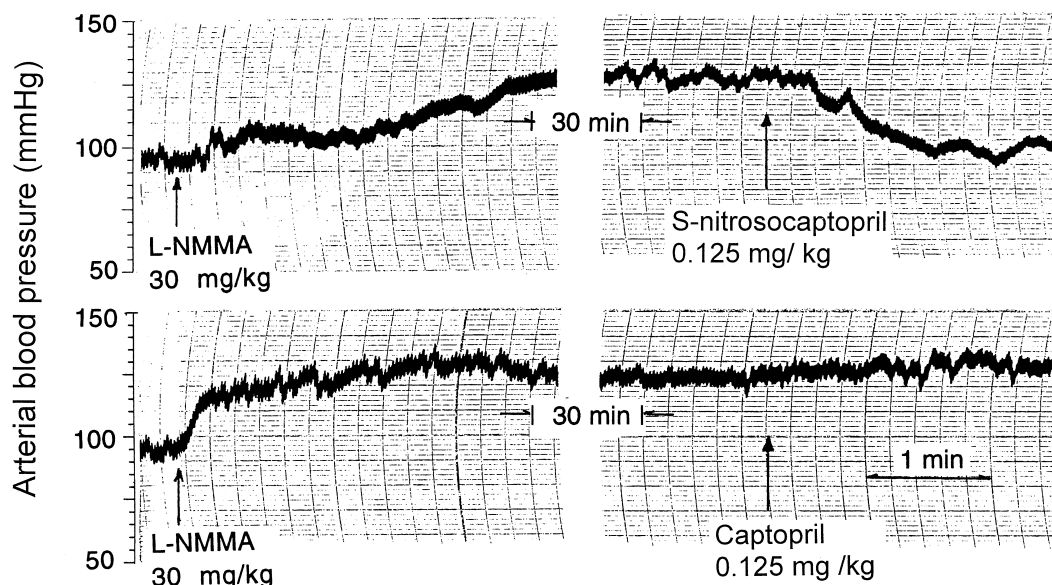 Arterial blood pressure (mmHg)
150
100
50
L-NMMA
30 mg/kg
30 min
S-nitrosocaptopril
0.125 mg/ kg
150
100
50
L-NMMA
30 mg/kg
30 min
1 min
Captopril
0.125 mg /kg